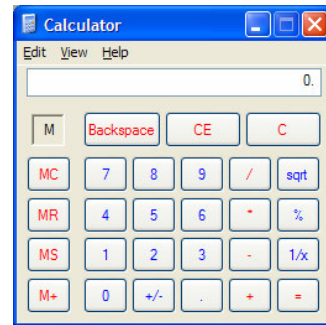 Calculator
Edit View Help
0.
M Backspace CE C
MC 7 8 9 / sqrt
MR 4 5 6 * %
MS 1 2 3 - 1/x
M+ 0 +/- . + =